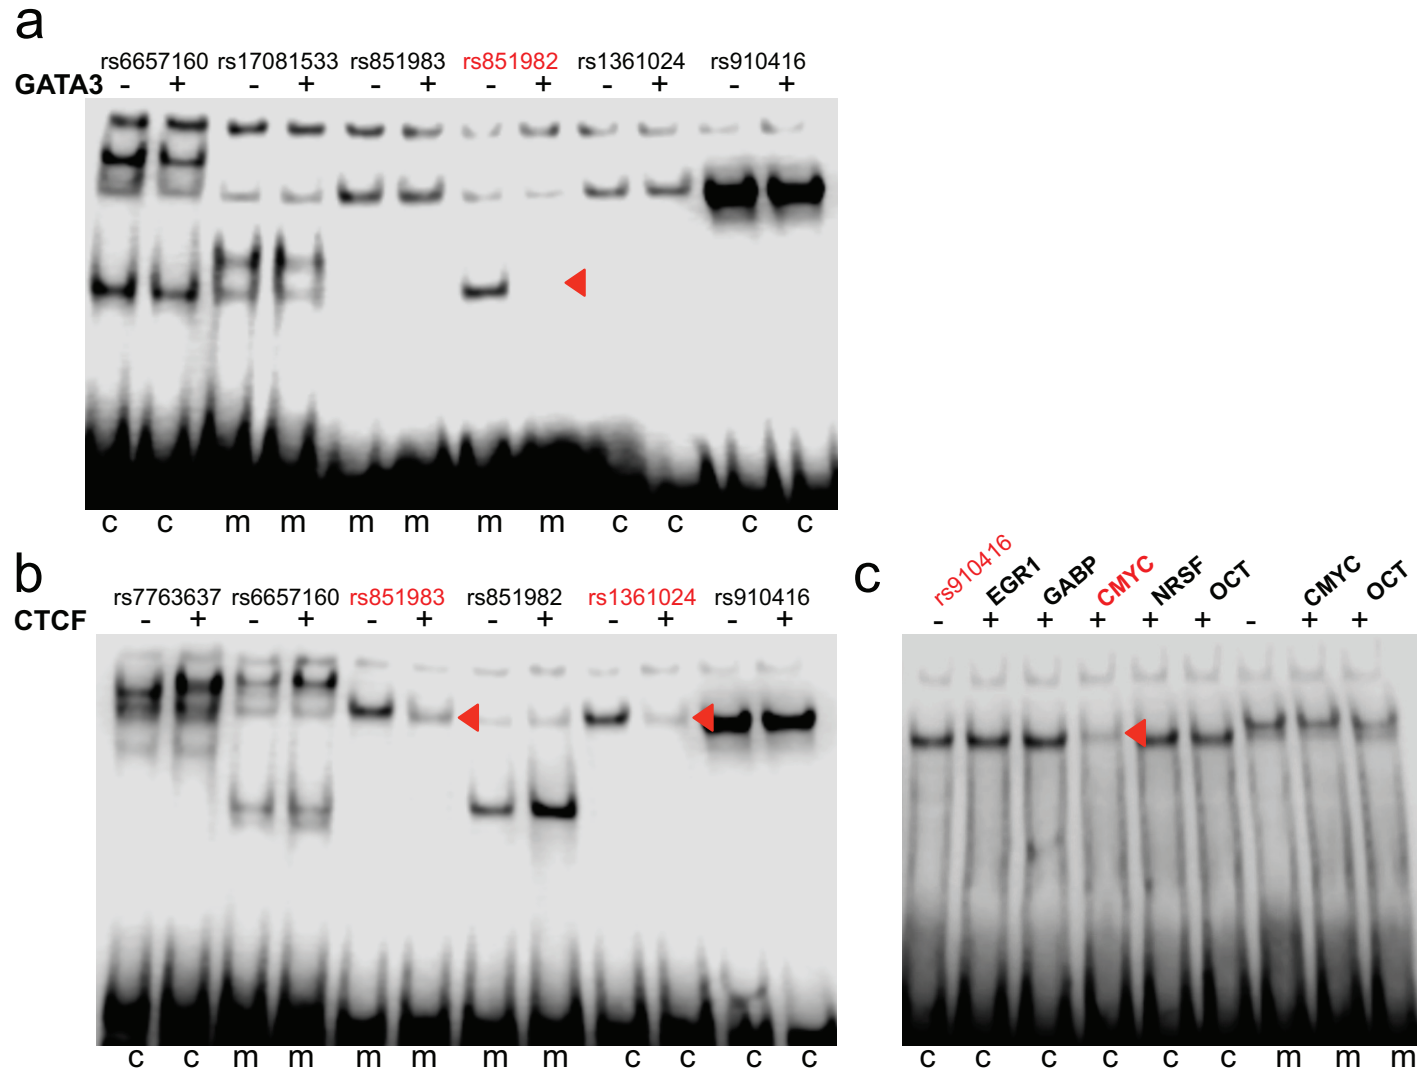 a
rs6657160 rs17081533 rs851983 rs851982 rs1361024 rs910416
GATA3 - + - + - + - + - + - +
c c m m m m m m c c c c
b
rs7763637 rs6657160 rs851983 rs851982 rs1361024 rs910416
CTCF - + - + - + - + - + - +
c c m m m m m m c c c c
c
rs910416 EGR1 GABP CMYC NRSF OCT CMYC OCT
- + + + + + - + +
c c c c c c m m m